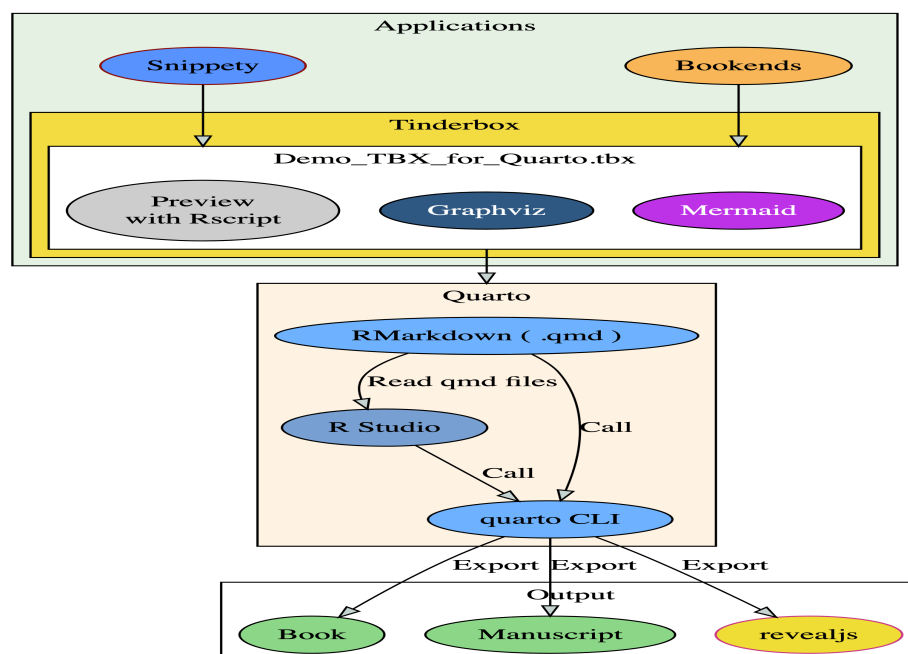 Applications
Snippety
Bookends
Tinderbox
Demo_TBX_for_Quarto.tbx
Preview
with Rscript
Graphviz
Mermaid
Quarto
RMarkdown ( .qmd )
Read qmd files
R Studio
Call
Call
quarto CLI
Export
Export
Export
Output
Book
Manuscript
revealjs